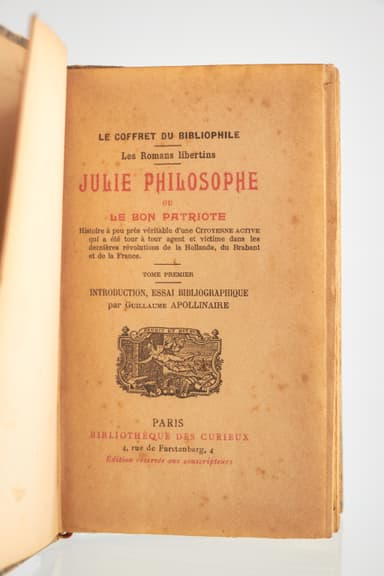 LE COFFRET DU BIBLIOPHILE
Les Romans libertins
JULIE PHILOSOPHE
OU
LE BON PATRIOTE
Histoire à peu près véritable d'une CITOYENNE ACTIVE
qui a été tour à tour agent et victime dans les
dernières révolutions de la Hollande, du Brabant
et de la France.
TOME PREMIER
INTRODUCTION, ESSAI BIBLIOGRAPHIQUE
par GUILLAUME APOLLINAIRE
PARIS
BIBLIOTHÈQUE DES CURIEUX
4, rue de Furstenberg, 4
Édition réservée aux souscripteurs